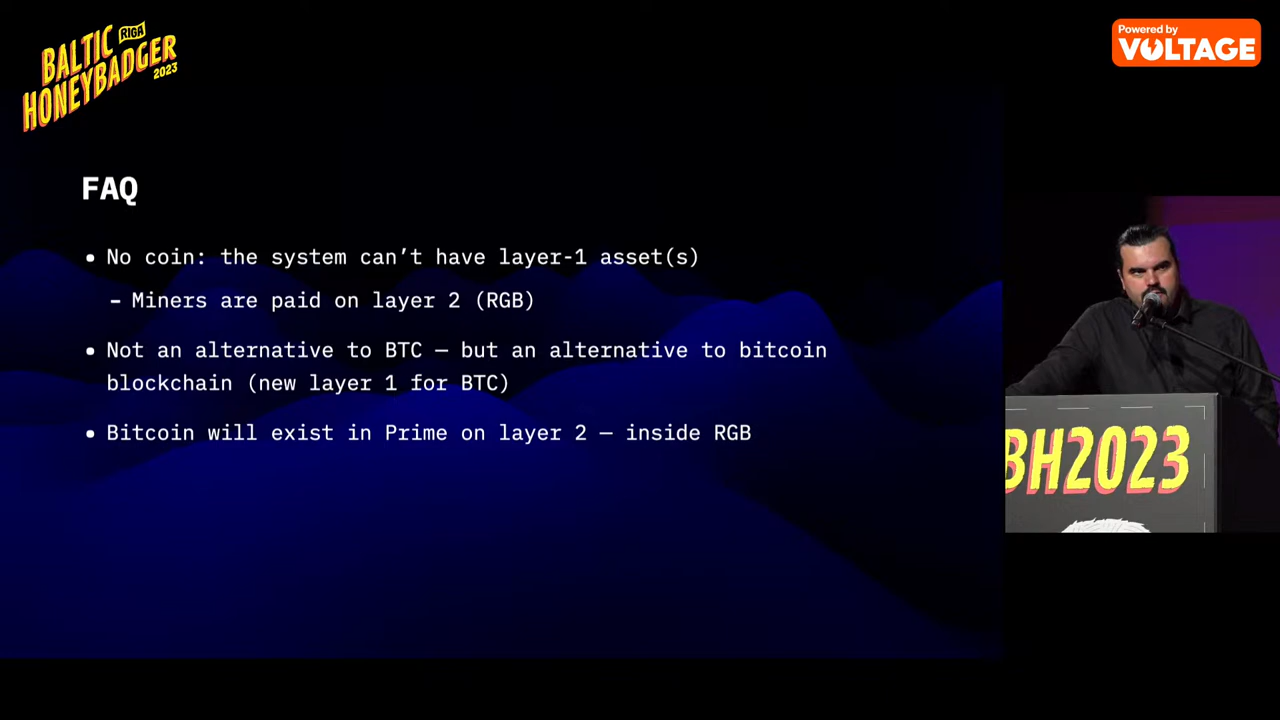 BALTIC
RIGA
HONEYBADGER
2023
Powered by
VOLTAGE
FAQ
• No coin: the system can’t have layer-1 asset(s)
– Miners are paid on layer 2 (RGB)
• Not an alternative to BTC — but an alternative to bitcoin
blockchain (new layer 1 for BTC)
• Bitcoin will exist in Prime on layer 2 — inside RGB
BH2023